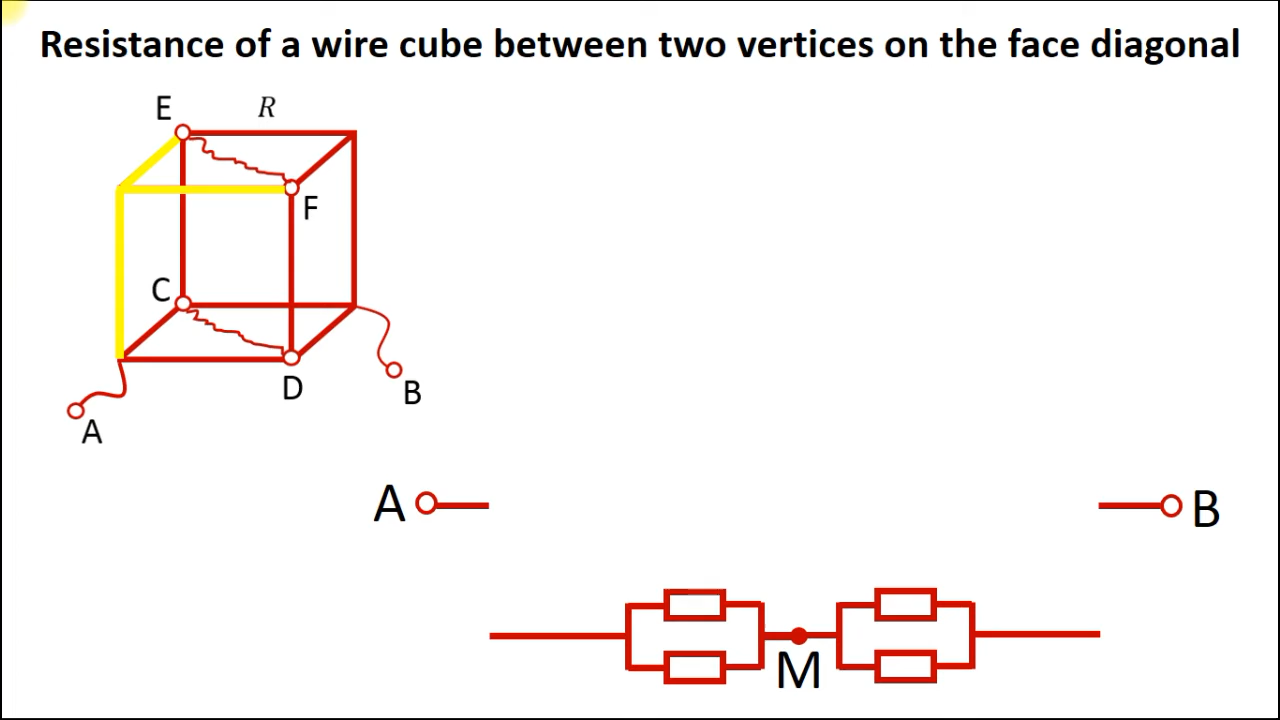 Resistance of a wire cube between two vertices on the face diagonal
E R
F
C
D
B
A
A B
M